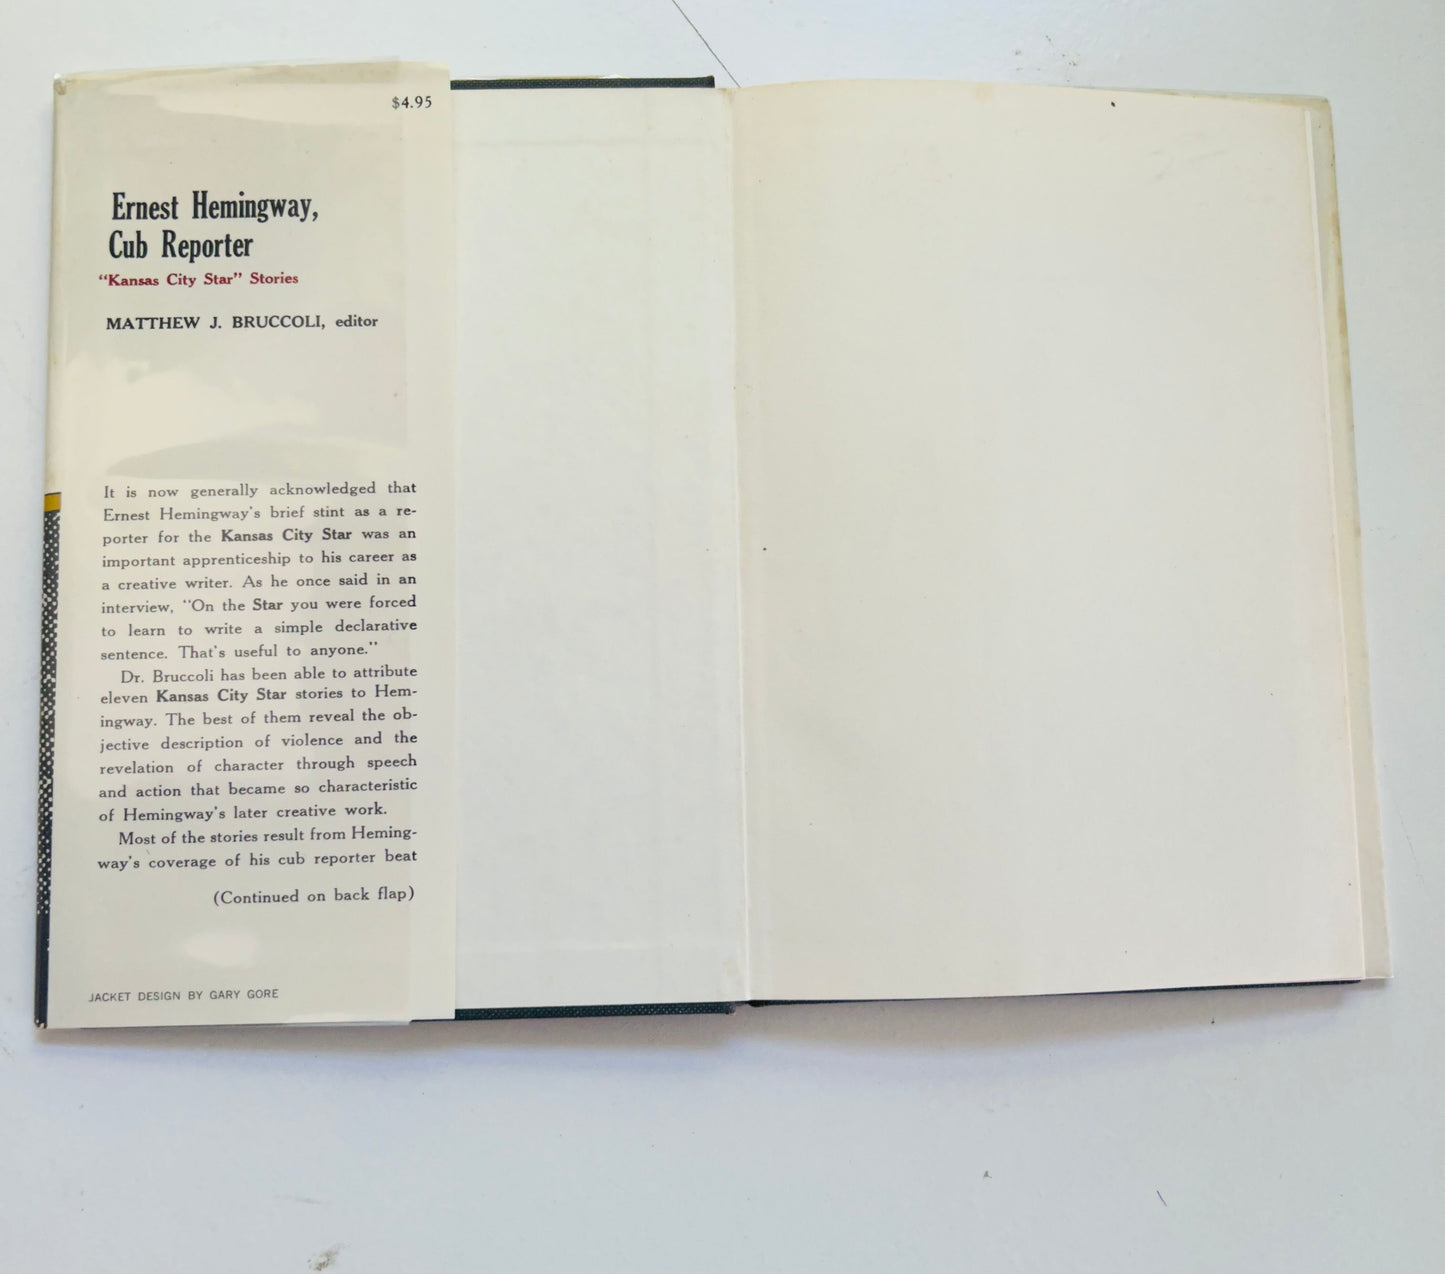 $4.95
Ernest Hemingway,
Cub Reporter
“Kansas City Star” Stories
MATTHEW J. BRUCCOLI, editor
It is now generally acknowledged that
Ernest Hemingway's brief stint as a re-
porter for the Kansas City Star was an
important apprenticeship to his career as
a creative writer. As he once said in an
interview, “On the Star you were forced
to learn to write a simple declarative
sentence. That's useful to anyone.”
Dr. Bruccoli has been able to attribute
eleven Kansas City Star stories to Hem-
ingway. The best of them reveal the ob-
jective description of violence and the
revelation of character through speech
and action that became so characteristic
of Hemingway's later creative work.
Most of the stories result from Heming-
way's coverage of his cub reporter beat
(Continued on back flap)
JACKET DESIGN BY GARY GORE